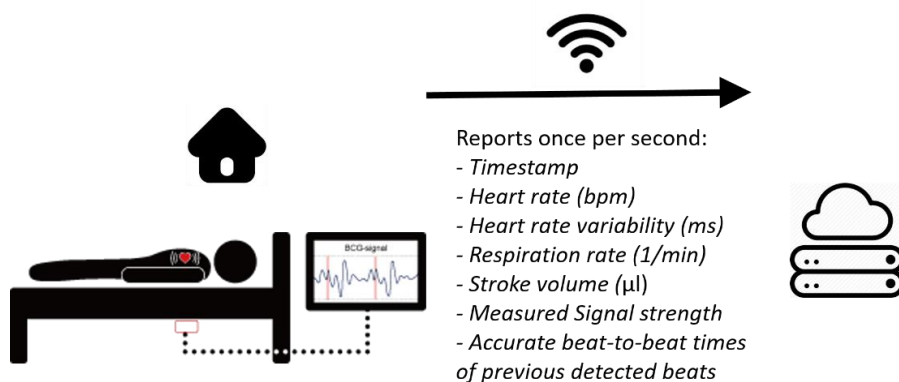 BCG-signal
Reports once per second:
- Timestamp
- Heart rate (bpm)
- Heart rate variability (ms)
- Respiration rate (1/min)
- Stroke volume (µl)
- Measured Signal strength
- Accurate beat-to-beat times
of previous detected beats